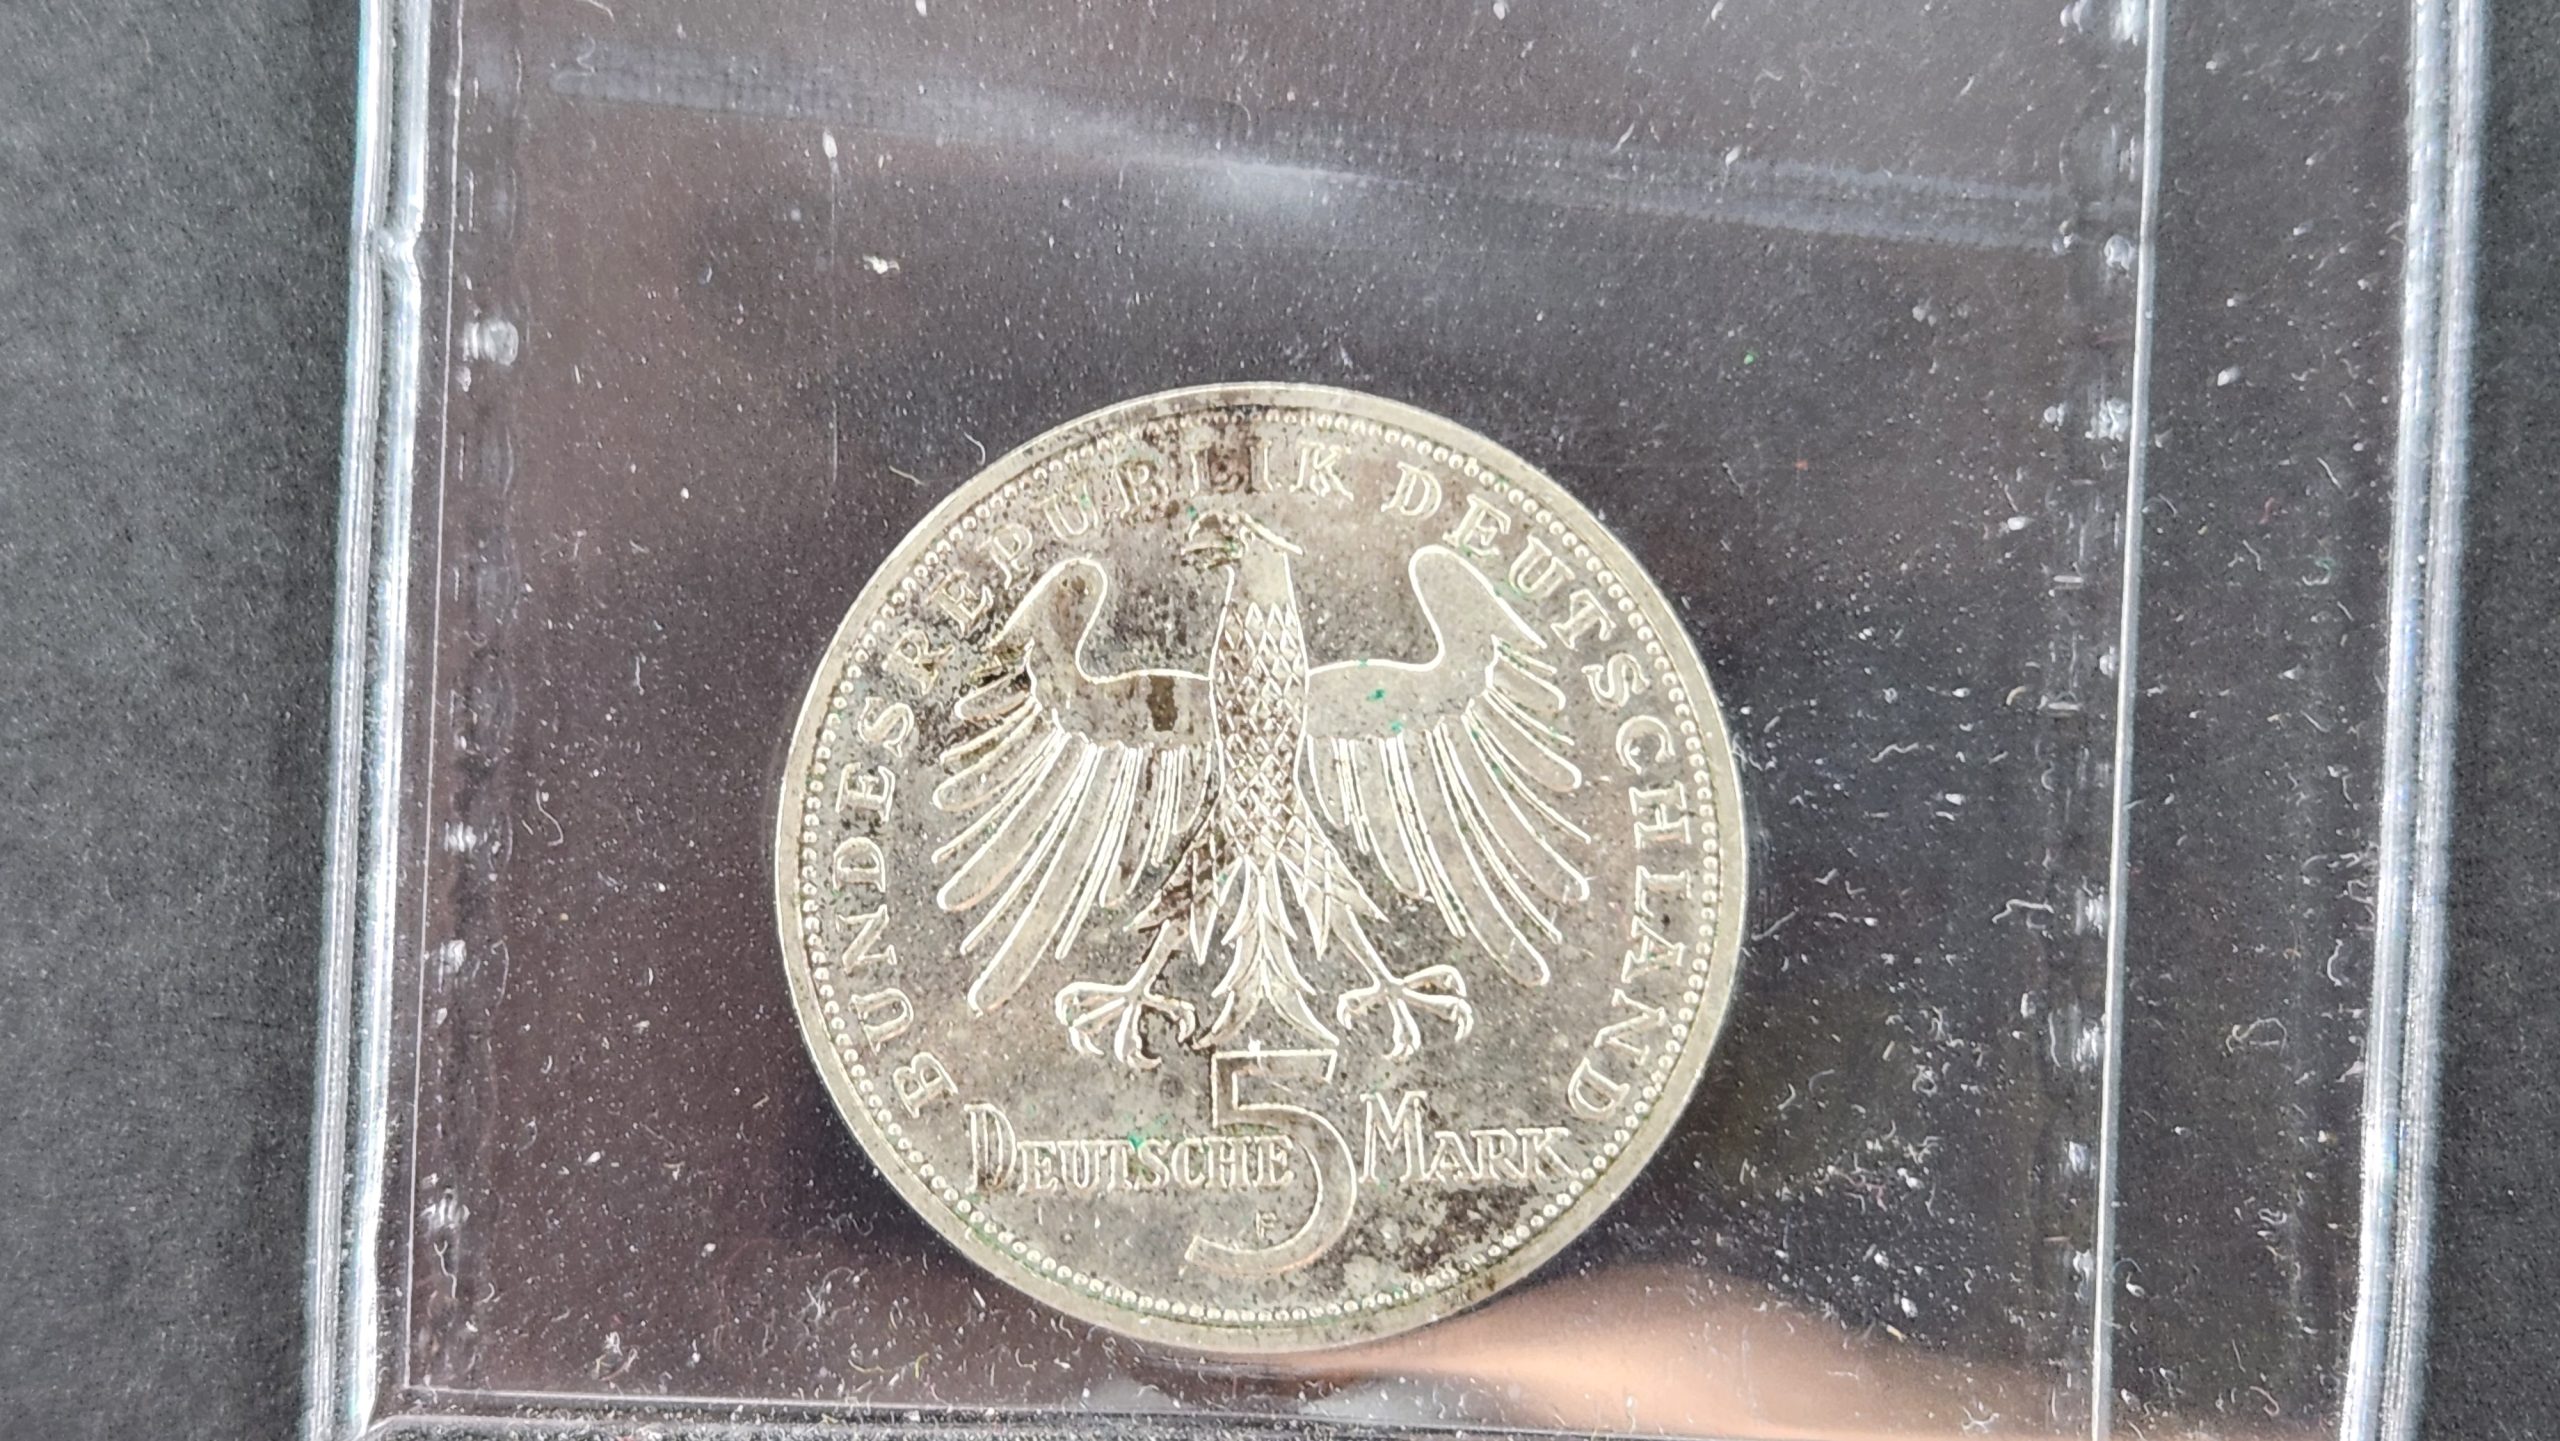 BUNDESREPUBLIK DEUTSCHLAND
5
DEUTSCHE MARK
F